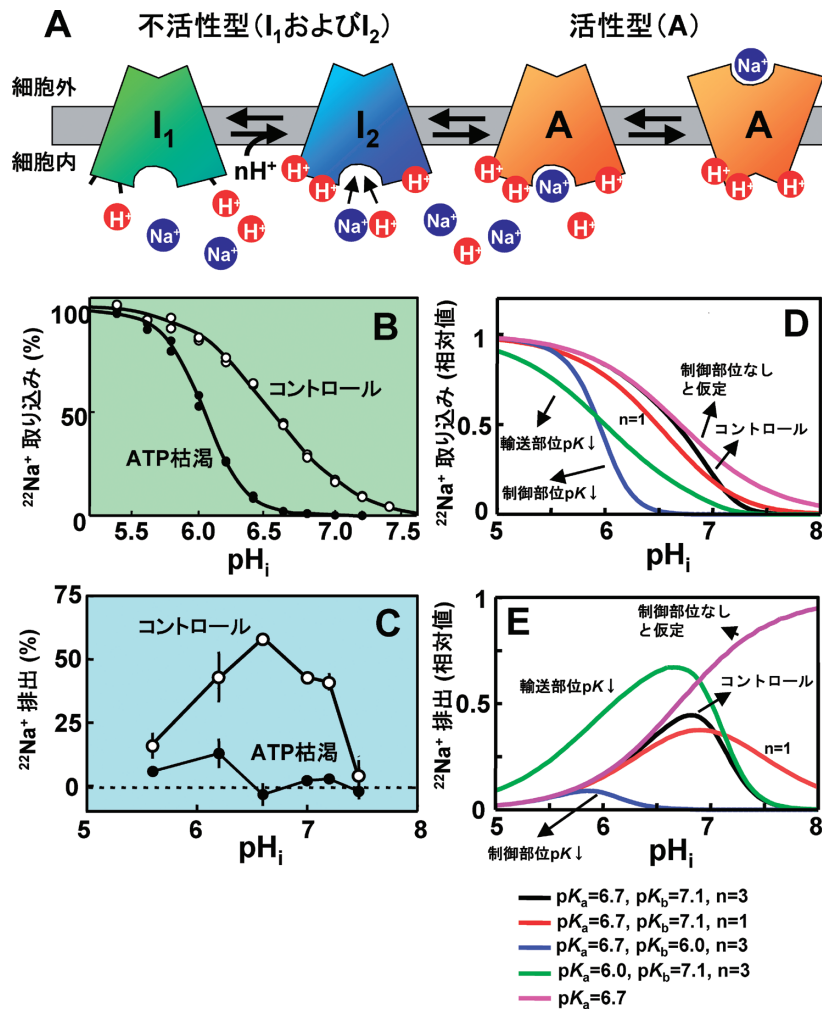 A
不活性型(I₁およびI₂)
活性型(A)
細胞外
細胞内
I₁
I₂
A
A
nH⁺
H⁺
H⁺
H⁺
Na⁺
Na⁺
H⁺
H⁺
H⁺
Na⁺
H⁺
Na⁺
H⁺
Na⁺
H⁺
H⁺
H⁺
Na⁺
H⁺
Na⁺
H⁺
H⁺
H⁺
B
²²Na⁺ 取り込み (%)
100
50
0
コントロール
ATP枯渇
5.5 6.0 6.5 7.0 7.5
pHᵢ
C
²²Na⁺ 排出 (%)
75
50
25
0
コントロール
ATP枯渇
5 6 7 8
pHᵢ
D
²²Na⁺ 取り込み (相対値)
1
0.5
0
制御部位なし
と仮定
n=1
コントロール
輸送部位pK↓
制御部位pK↓
5 6 7 8
E
²²Na⁺ 排出 (相対値)
1
0.5
0
制御部位なし
と仮定
輸送部位pK↓
コントロール
n=1
制御部位pK↓
5 6 7 8
pHᵢ
pKa=6.7, pKb=7.1, n=3
pKa=6.7, pKb=7.1, n=1
pKa=6.7, pKb=6.0, n=3
pKa=6.0, pKb=7.1, n=3
pKa=6.7